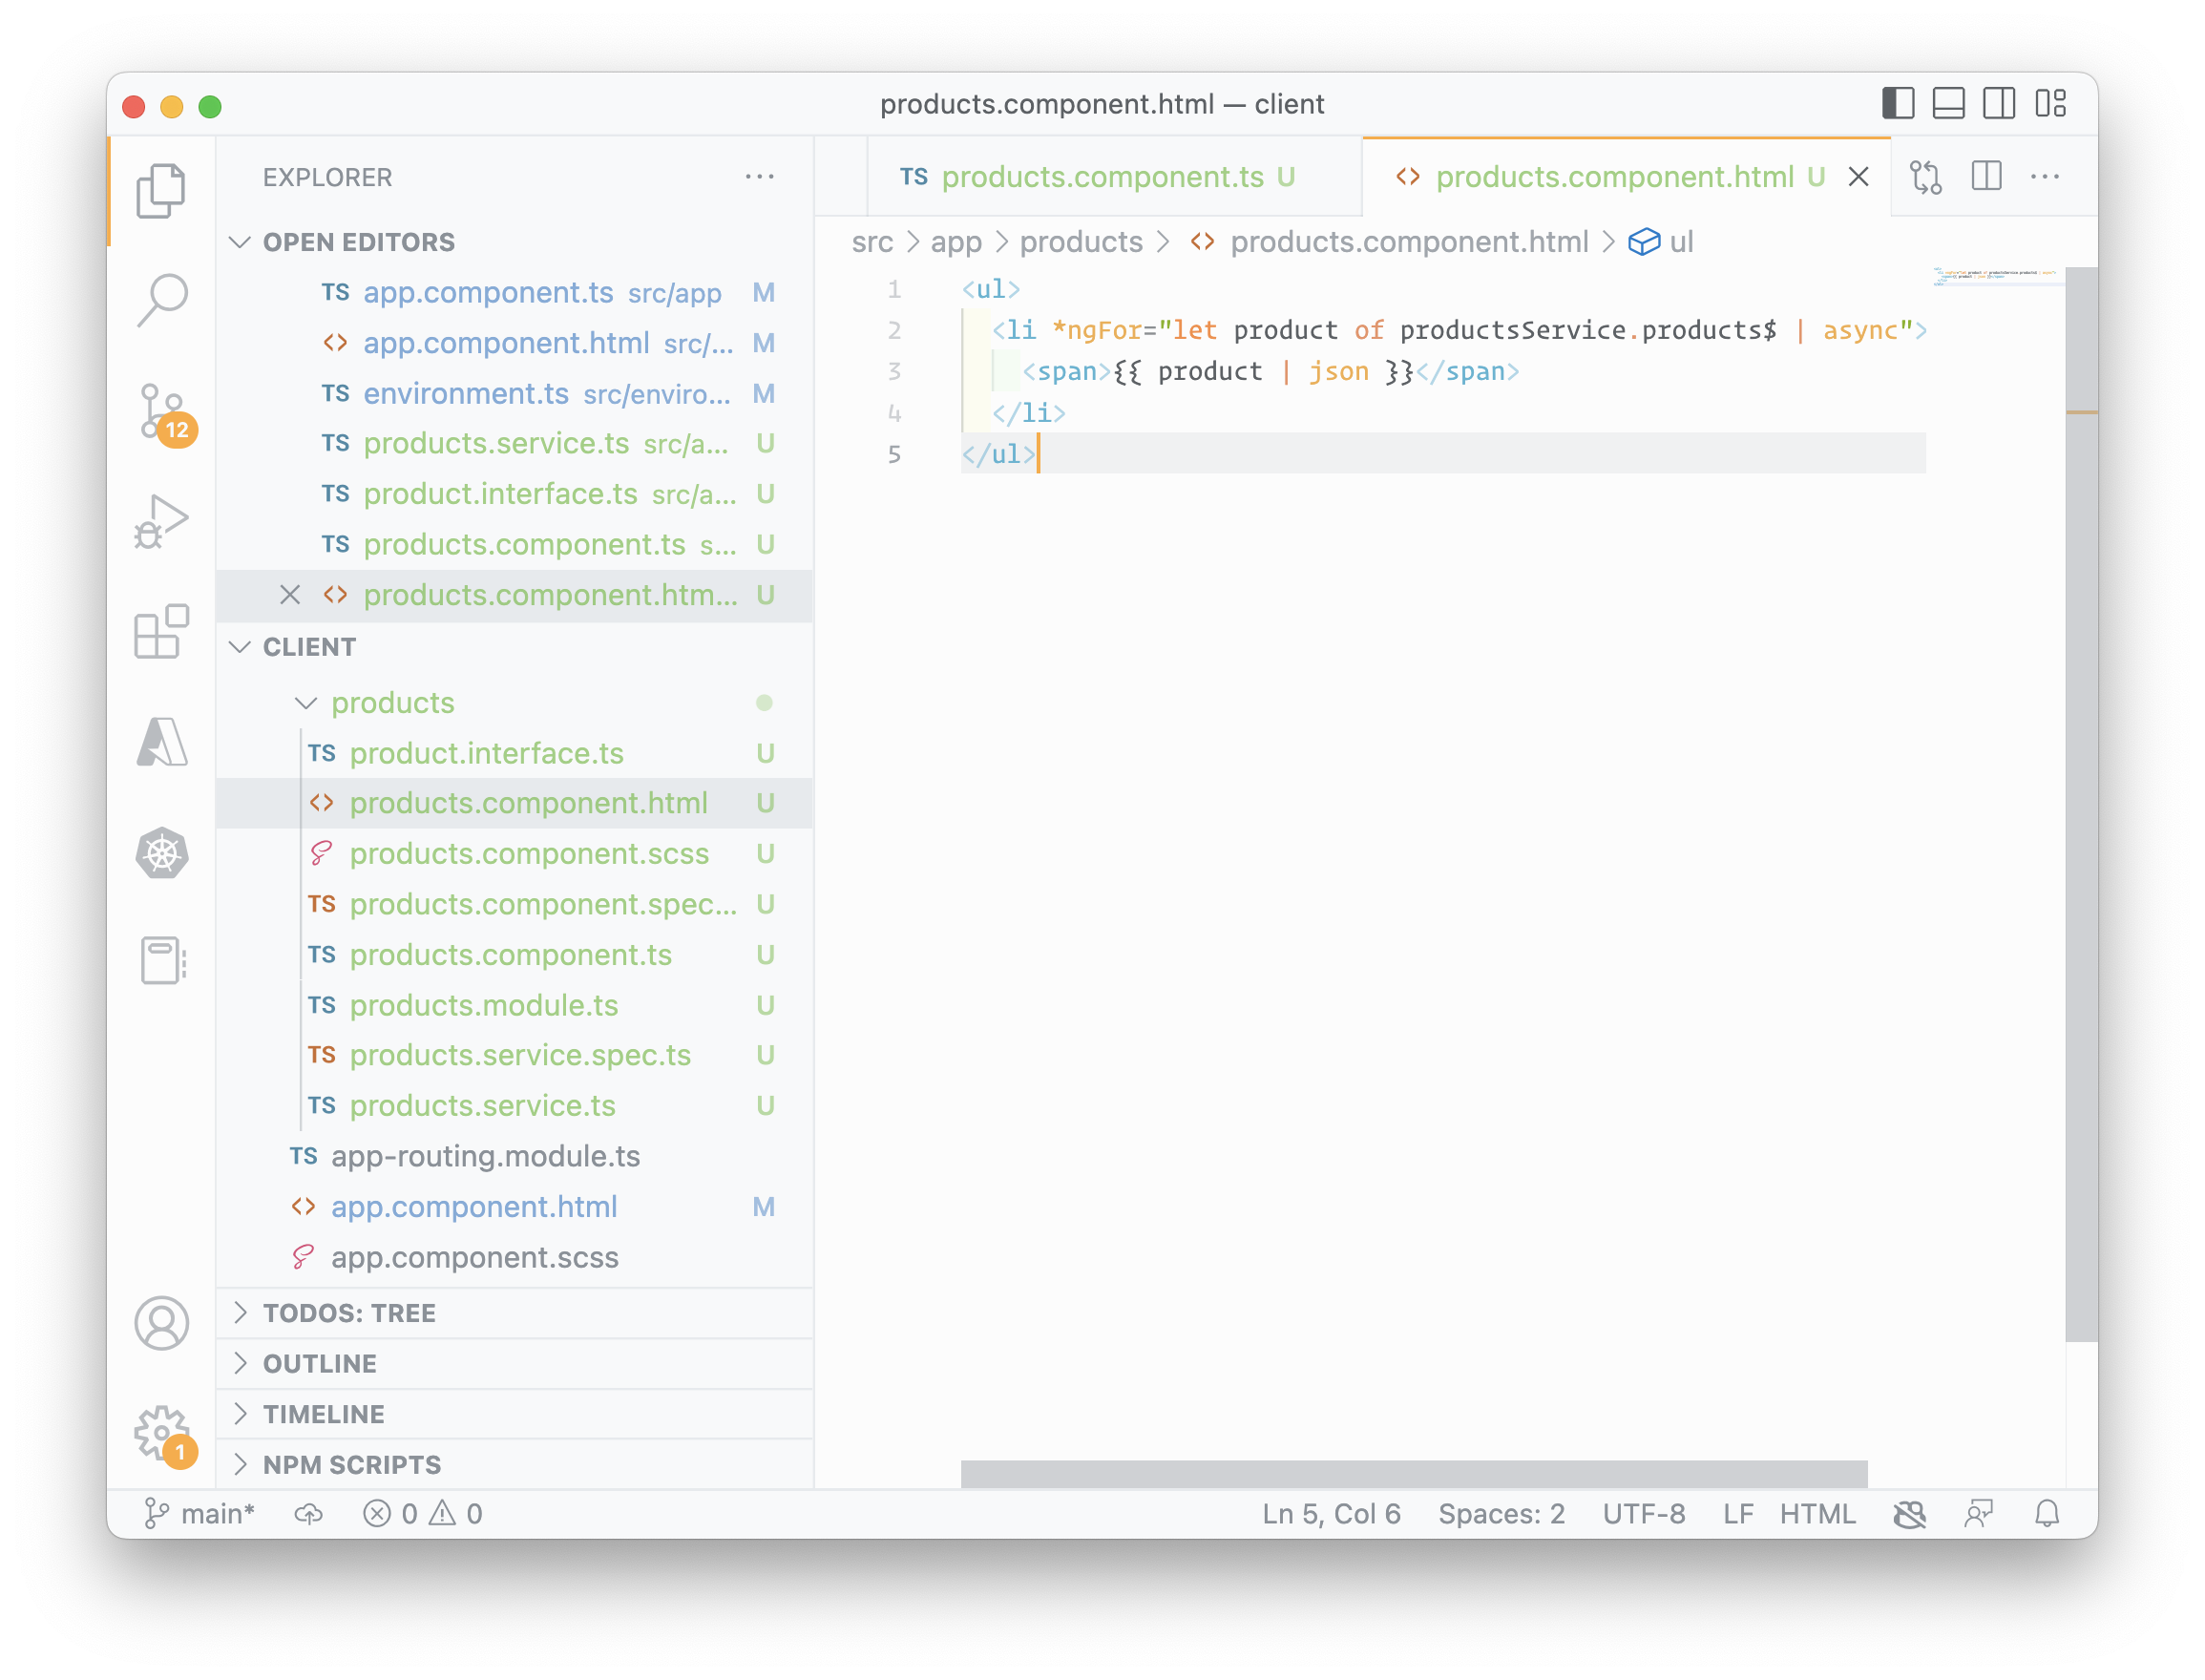 products.component.html — client
EXPLORER
OPEN EDITORS
TS app.component.ts src/app M
<> app.component.html src/... M
TS environment.ts src/enviro... M
TS products.service.ts src/a... U
TS product.interface.ts src/a... U
TS products.component.ts s... U
<> products.component.htm... U
CLIENT
products
TS product.interface.ts U
<> products.component.html U
products.component.scss U
TS products.component.spec... U
TS products.component.ts U
TS products.module.ts U
TS products.service.spec.ts U
TS products.service.ts U
TS app-routing.module.ts
<> app.component.html M
app.component.scss
TODOS: TREE
OUTLINE
TIMELINE
NPM SCRIPTS
12
1
TS products.component.ts U
<> products.component.html U
src > app > products > <> products.component.html > ul
1 <ul>
2 <li *ngFor="let product of productsService.products$ | async">
3 <span>{{ product | json }}</span>
4 </li>
5 </ul>
main* 0 0 Ln 5, Col 6 Spaces: 2 UTF-8 LF HTML